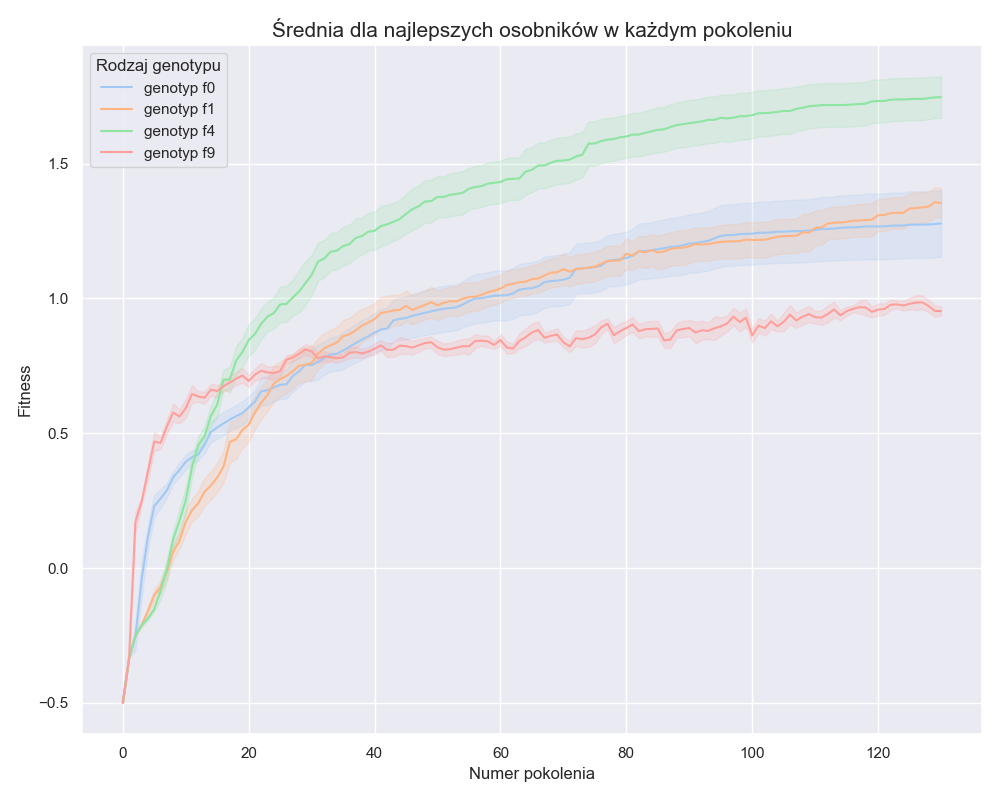 Średnia dla najlepszych osobników w każdym pokoleniu
Rodzaj genotypu
genotyp f0
genotyp f1
genotyp f4
genotyp f9
Fitness
1.5
1.0
0.5
0.0
−0.5
0 20 40 60 80 100 120
Numer pokolenia